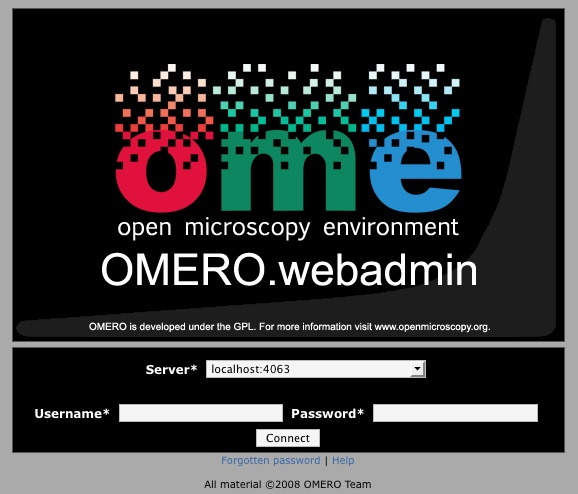 ome
open microscopy environment
OMERO.webadmin
OMERO is developed under the GPL. For more information visit www.openmicroscopy.org.
Server* localhost:4063
Username* Password*
Connect
Forgotten password | Help
All material ©2008 OMERO Team